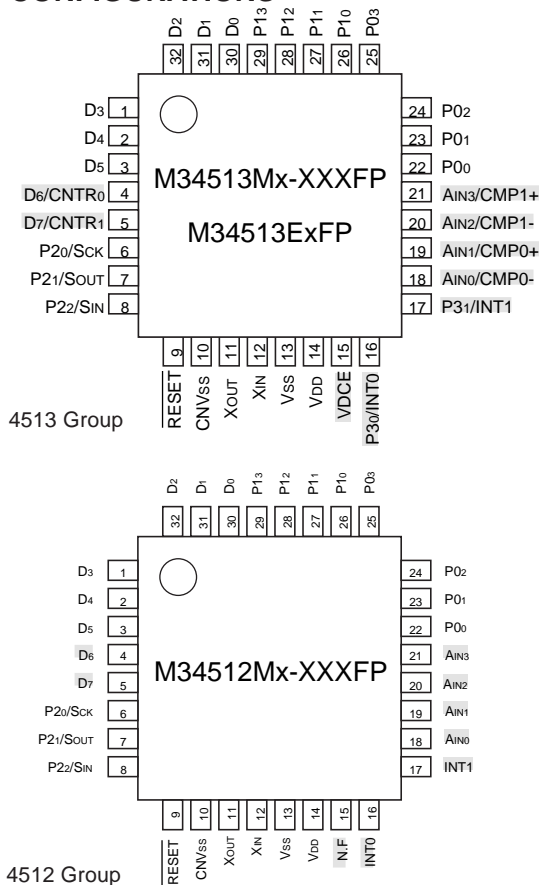 D2 D1 D0 P13 P12 P11 P10 P03
32 31 30 29 28 27 26 25
D3 1 24 P02
D4 2 23 P01
D5 3 22 P00
D6/CNTR0 4 M34513Mx-XXXFP 21 AIN3/CMP1+
D7/CNTR1 5 M34513ExFP 20 AIN2/CMP1-
P20/SCK 6 19 AIN1/CMP0+
P21/SOUT 7 18 AIN0/CMP0-
P22/SIN 8 17 P31/INT1
9 10 11 12 13 14 15 16
RESET CNVSS XOUT XIN VSS VDD VDCE P30/INT0
4513 Group
D2 D1 D0 P13 P12 P11 P10 P03
32 31 30 29 28 27 26 25
D3 1 24 P02
D4 2 23 P01
D5 3 22 P00
D6 4 M34512Mx-XXXFP 21 AIN3
D7 5 20 AIN2
P20/SCK 6 19 AIN1
P21/SOUT 7 18 AIN0
P22/SIN 8 17 INT1
9 10 11 12 13 14 15 16
RESET CNVSS XOUT XIN VSS VDD N.F INT0
4512 Group